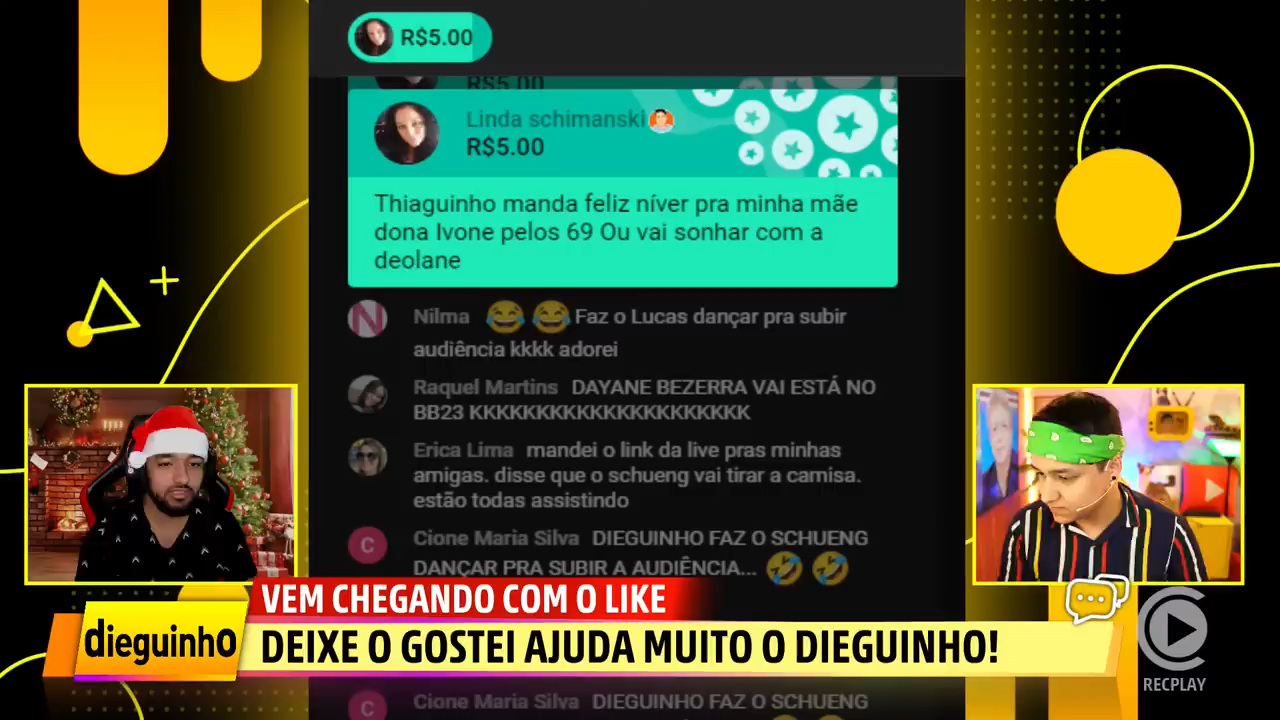 R$5.00
R$5.00
Linda schimanski
R$5.00
Thiaguinho manda feliz níver pra minha mãe
dona Ivone pelos 69 Ou vai sonhar com a
deolane
N
Nilma 😂😂Faz o Lucas dançar pra subir
audiência kkkk adorei
Raquel Martins DAYANE BEZERRA VAI ESTÁ NO
BB23 KKKKKKKKKKKKKKKKKKKKK
Erica Lima mandei o link da live pras minhas
amigas. disse que o schueng vai tirar a camisa.
estão todas assistindo
C
Cione Maria Silva DIEGUINHO FAZ O SCHUENG
DANÇAR PRA SUBIR A AUDIÊNCIA... 🤣🤣
VEM CHEGANDO COM O LIKE
dieguinho
DEIXE O GOSTEI AJUDA MUITO O DIEGUINHO!
RECPLAY
C
Cione Maria Silva DIEGUINHO FAZ O SCHUENG